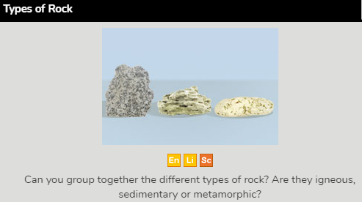 Types of Rock
En Li Sc
Can you group together the different types of rock? Are they igneous,
sedimentary or metamorphic?